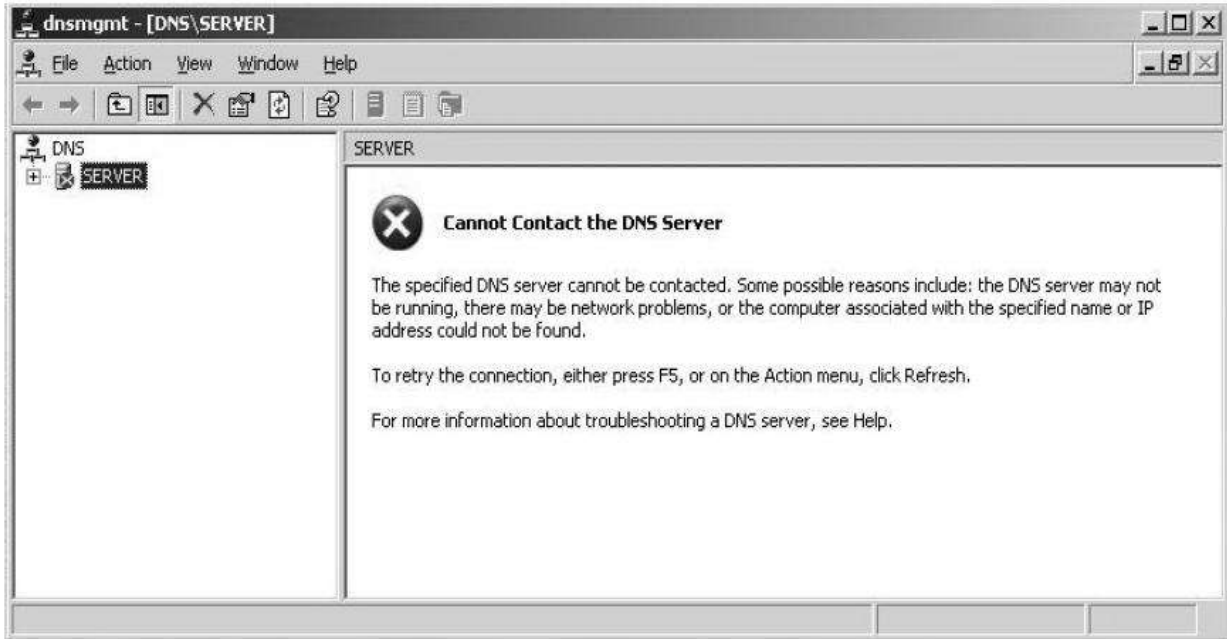 dnsmgmt - [DNS\SERVER]
File Action View Window Help
DNS
SERVER
SERVER
Cannot Contact the DNS Server
The specified DNS server cannot be contacted. Some possible reasons include: the DNS server may not
be running, there may be network problems, or the computer associated with the specified name or IP
address could not be found.
To retry the connection, either press F5, or on the Action menu, click Refresh.
For more information about troubleshooting a DNS server, see Help.